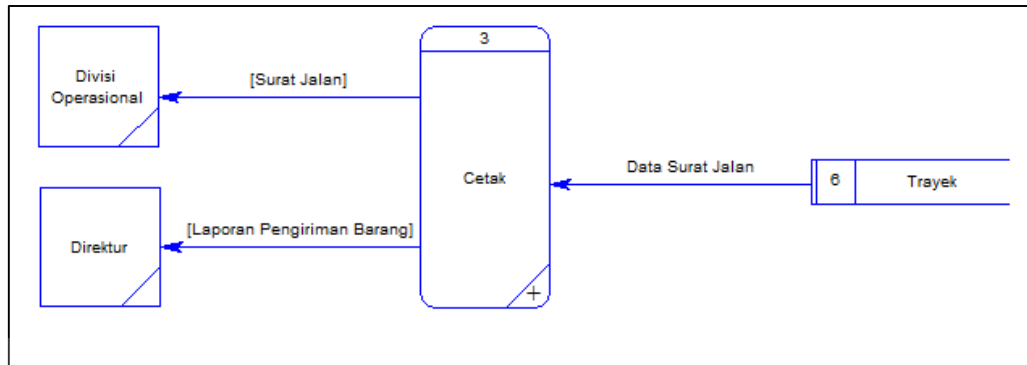 3
Divisi
Operasional
[Surat Jalan]
Cetak
Data Surat Jalan
6
Trayek
[Laporan Pengiriman Barang]
Direktur